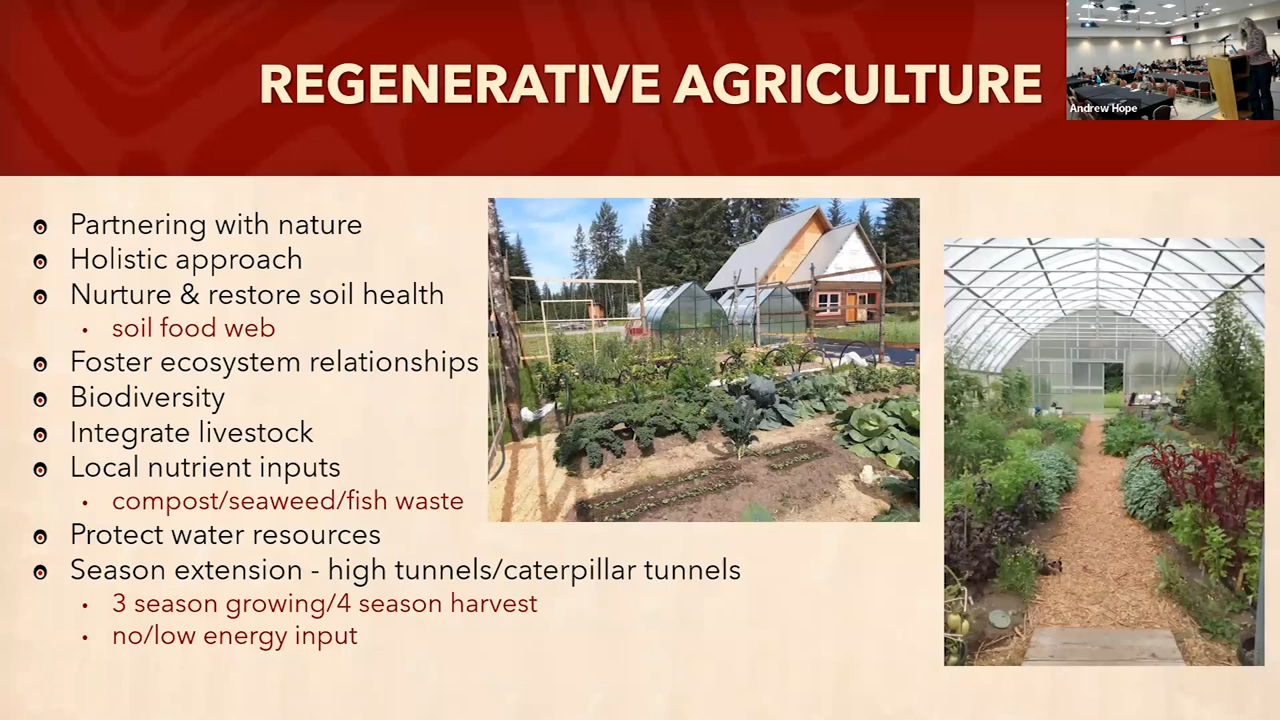 REGENERATIVE AGRICULTURE
Andrew Hope
Partnering with nature
Holistic approach
Nurture & restore soil health
soil food web
Foster ecosystem relationships
Biodiversity
Integrate livestock
Local nutrient inputs
compost/seaweed/fish waste
Protect water resources
Season extension - high tunnels/caterpillar tunnels
3 season growing/4 season harvest
no/low energy input